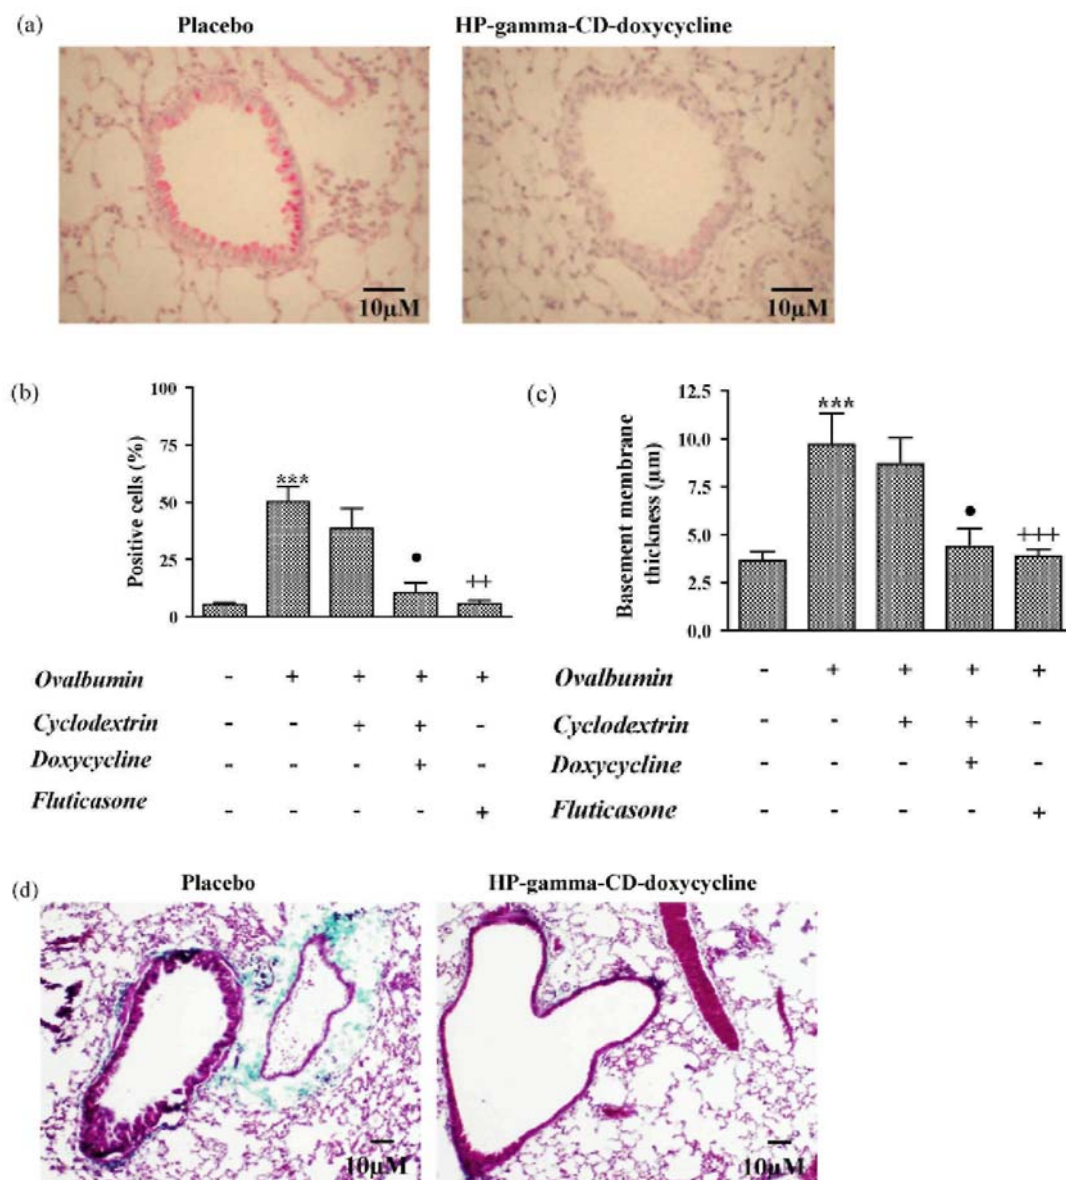 (a)
Placebo HP-gamma-CD-doxycycline
10µM 10µM
(b)
Positive cells (%)
100
75
50
25
0
***
•
++
Ovalbumin - + + + +
Cyclodextrin - - + + -
Doxycycline - - - + -
Fluticasone - - - - +
(c)
Basement membrane
thickness (µm)
12.5
10.0
7.5
5.0
2.5
0.0
***
•
+++
Ovalbumin - + + + +
Cyclodextrin - - + + -
Doxycycline - - - + -
Fluticasone - - - - +
(d)
Placebo HP-gamma-CD-doxycycline
10µM 10µM